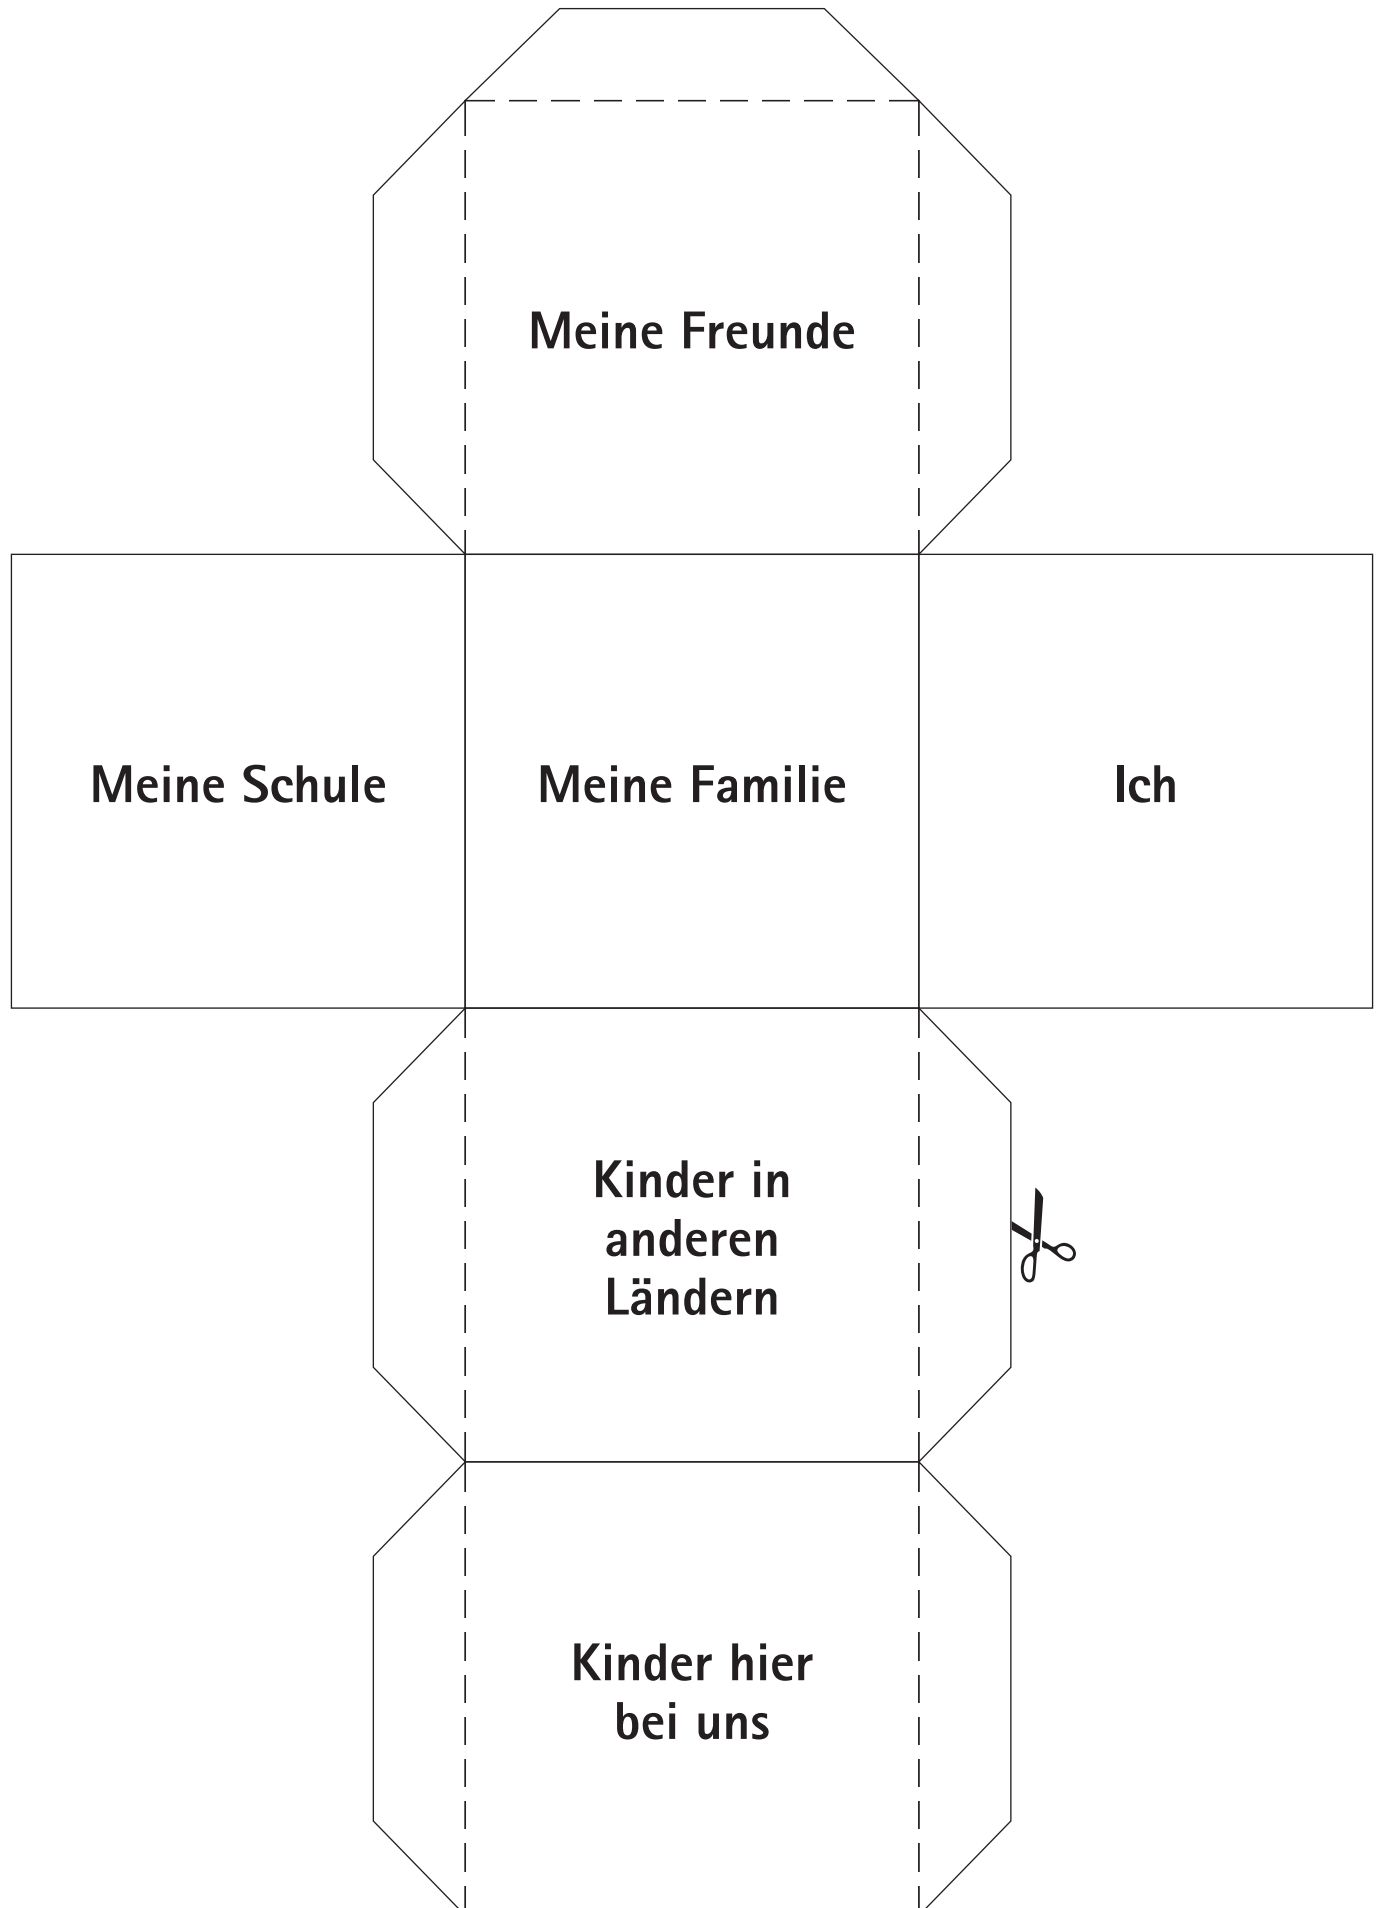 Meine Freunde
Meine Schule
Meine Familie
Ich
Kinder in
anderen
Ländern
Kinder hier
bei uns